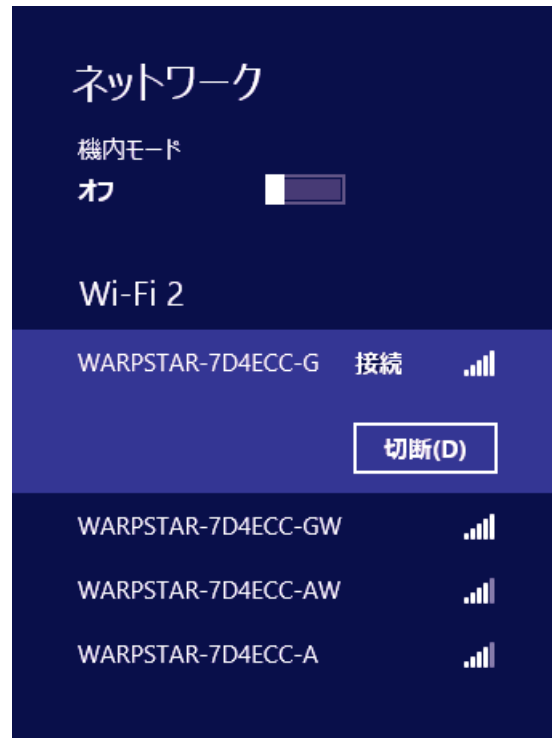 ネットワーク
機内モード
オフ
Wi-Fi 2
WARPSTAR-7D4ECC-G 接続
切断(D)
WARPSTAR-7D4ECC-GW
WARPSTAR-7D4ECC-AW
WARPSTAR-7D4ECC-A